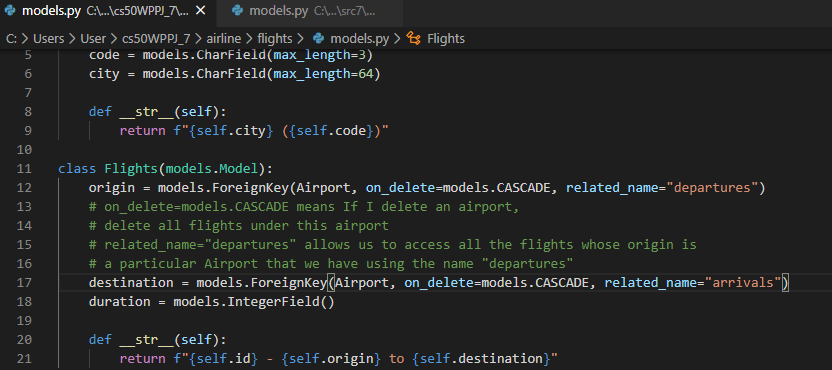 models.py C:\...\cs50WPPJ_7\... × models.py C:\...\src7\...
C: > Users > User > cs50WPPJ_7 > airline > flights > models.py > Flights
5 code = models.CharField(max_length=3)
6 city = models.CharField(max_length=64)
7
8 def __str__(self):
9 return f"{self.city} ({self.code})"
10
11 class Flights(models.Model):
12 origin = models.ForeignKey(Airport, on_delete=models.CASCADE, related_name="departures")
13 # on_delete=models.CASCADE means If I delete an airport,
14 # delete all flights under this airport
15 # related_name="departures" allows us to access all the flights whose origin is
16 # a particular Airport that we have using the name "departures"
17 destination = models.ForeignKey(Airport, on_delete=models.CASCADE, related_name="arrivals")
18 duration = models.IntegerField()
19
20 def __str__(self):
21 return f"{self.id} - {self.origin} to {self.destination}"